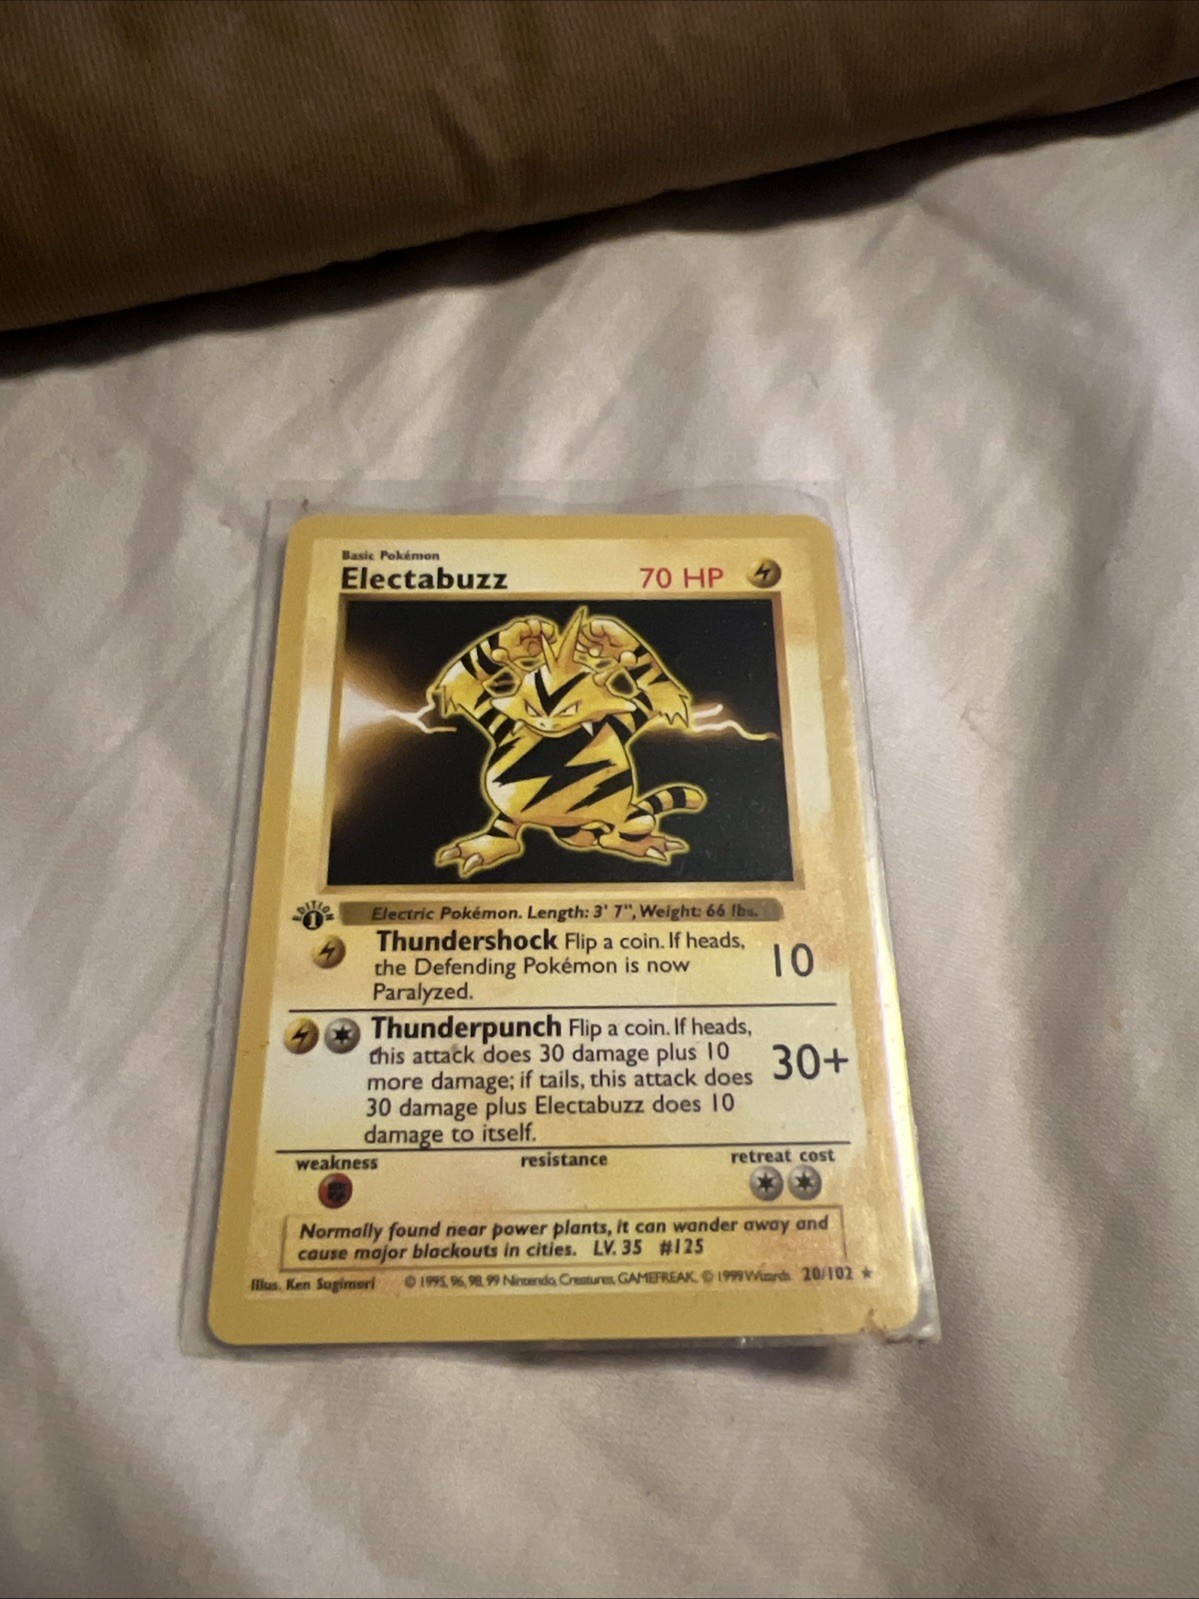 Basic Pokémon
Electabuzz 70 HP
EDITION 1
Electric Pokémon. Length: 3' 7", Weight: 66 lbs.
Thundershock Flip a coin. If heads,
the Defending Pokémon is now
Paralyzed.
10
Thunderpunch Flip a coin. If heads,
this attack does 30 damage plus 10
more damage; if tails, this attack does
30 damage plus Electabuzz does 10
damage to itself.
30+
weakness resistance retreat cost
Normally found near power plants, it can wander away and
cause major blackouts in cities. LV. 35 #125
Illus. Ken Sugimori © 1995, 96, 98, 99 Nintendo, Creatures, GAMEFREAK. © 1999 Wizards. 20/102 ★